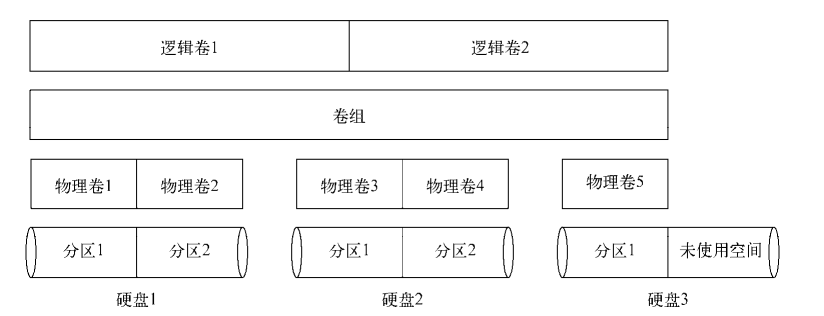 逻辑卷1 逻辑卷2
卷组
物理卷1 物理卷2 物理卷3 物理卷4 物理卷5
分区1 分区2 分区1 分区2 分区1 未使用空间
硬盘1 硬盘2 硬盘3